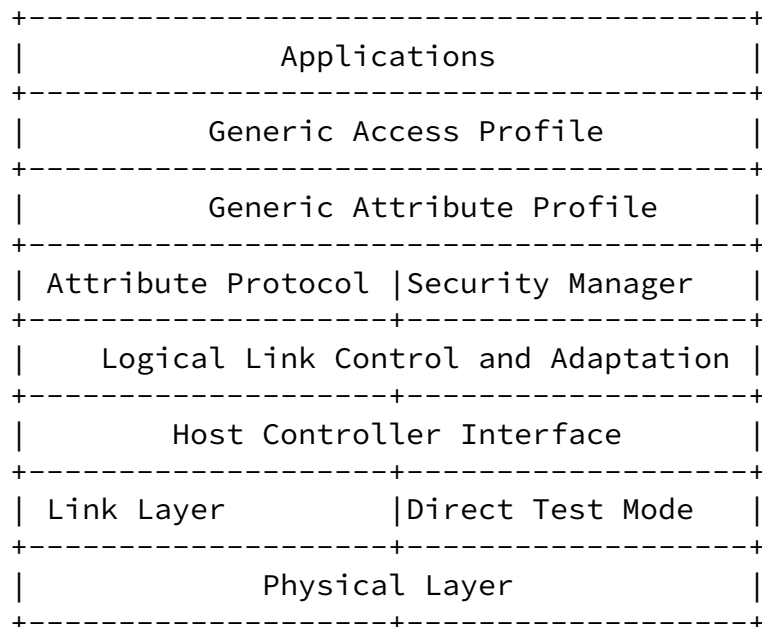 Applications
Generic Access Profile
Generic Attribute Profile
Attribute Protocol |Security Manager
Logical Link Control and Adaptation
Host Controller Interface
Link Layer |Direct Test Mode
Physical Layer